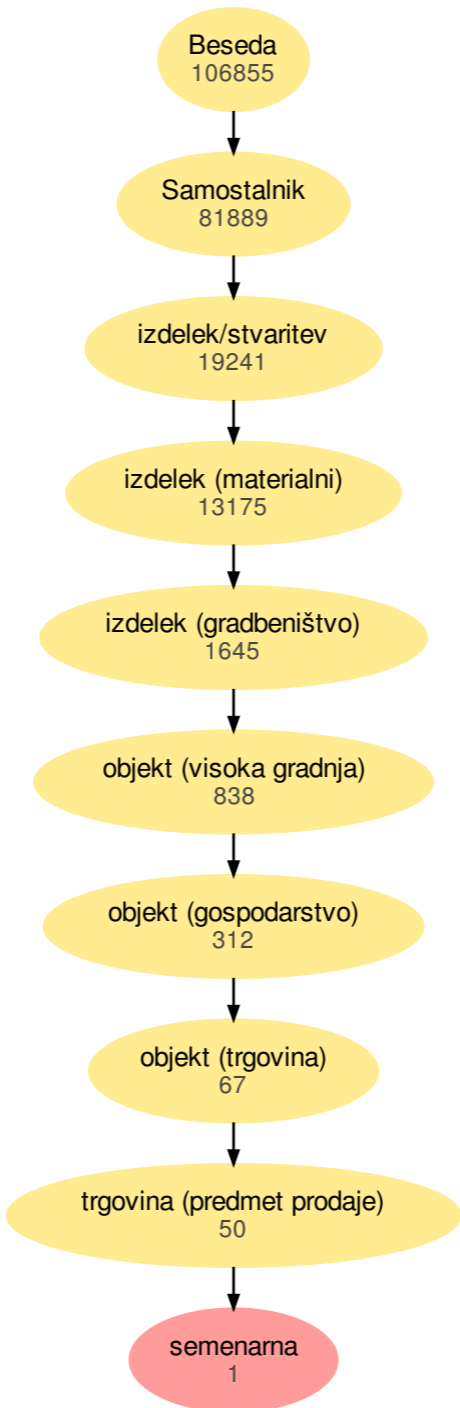 Beseda
106855
Samostalnik
81889
izdelek/stvaritev
19241
izdelek (materialni)
13175
izdelek (gradbeništvo)
1645
objekt (visoka gradnja)
838
objekt (gospodarstvo)
312
objekt (trgovina)
67
trgovina (predmet prodaje)
50
semenarna
1